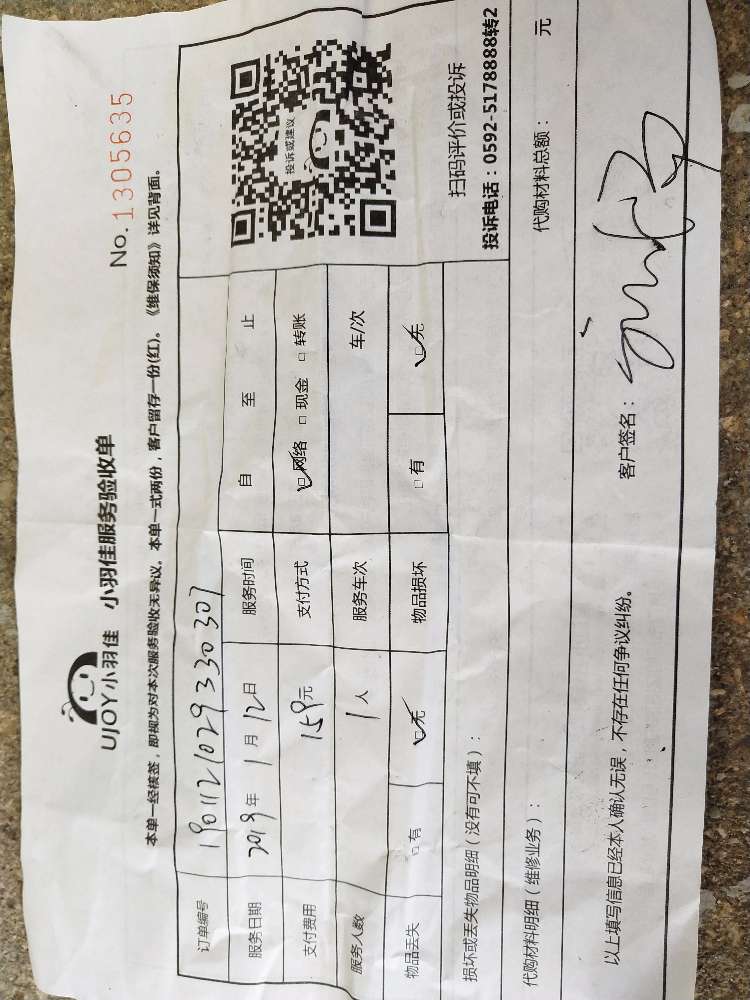 UJOY小羽佳 小羽佳服务验收单
No. 1305635
本单一经核签，即视为对本次服务验收无异议。本单一式两份，客户留存一份(红)。《维保须知》详见背面。
订单编号 190112102933030
服务日期 2019年1月12日 服务时间 自 至 止
支付费用 159元 支付方式 网络 □ 现金 □ 转账
服务人数 1人 服务车次 车/次
物品丢失 □ 有 □ 无 物品损坏 □ 有 □ 无
投诉或建议
扫码评价或投诉
投诉电话：0592-5178888转2
损坏或丢失物品明细（没有可不填）：
代购材料明细（维修业务）： 代购材料总额： 元
以上填写信息已经本人确认无误，不存在任何争议纠纷。 客户签名：